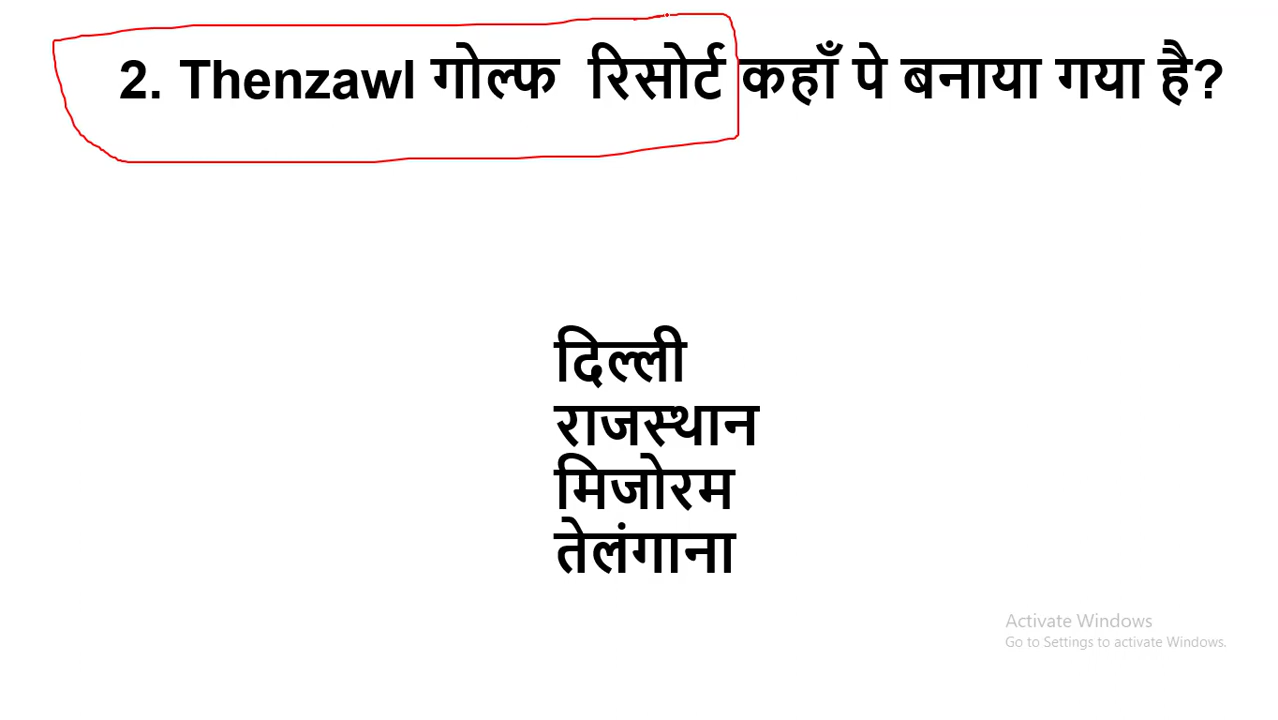 2. Thenzawl गोल्फ रिसोर्ट कहाँ पे बनाया गया है?
दिल्ली
राजस्थान
मिजोरम
तेलंगाना
Activate Windows
Go to Settings to activate Windows.